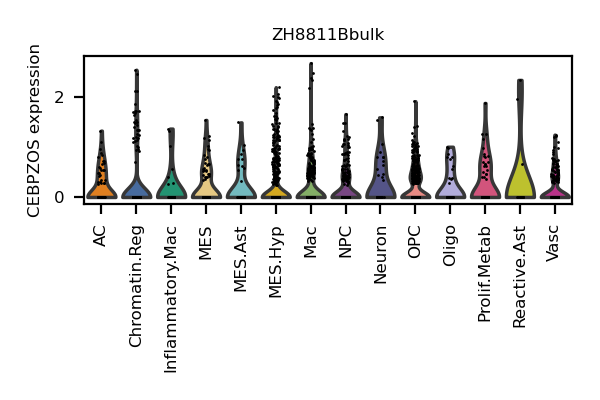 ZH8811Bbulk
CEBPZOS expression
2
0
AC
Chromatin.Reg
Inflammatory.Mac
MES
MES.Ast
MES.Hyp
Mac
NPC
Neuron
OPC
Oligo
Prolif.Metab
Reactive.Ast
Vasc